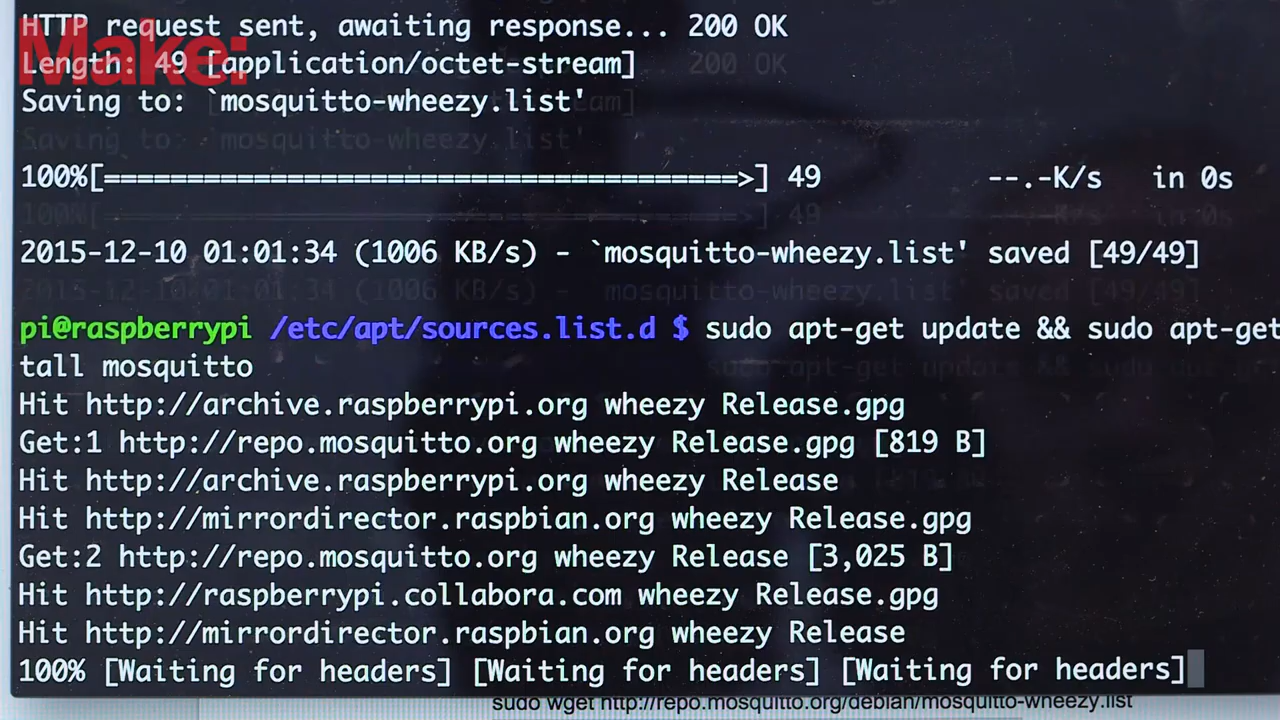 HTTP request sent, awaiting response... 200 OK
Make:
Length: 49 [application/octet-stream]
Saving to: `mosquitto-wheezy.list'
100%[======================================>] 49 --.-K/s in 0s
2015-12-10 01:01:34 (1006 KB/s) - `mosquitto-wheezy.list' saved [49/49]
pi@raspberrypi /etc/apt/sources.list.d $ sudo apt-get update && sudo apt-get
tall mosquitto
Hit http://archive.raspberrypi.org wheezy Release.gpg
Get:1 http://repo.mosquitto.org wheezy Release.gpg [819 B]
Hit http://archive.raspberrypi.org wheezy Release
Hit http://mirrordirector.raspbian.org wheezy Release.gpg
Get:2 http://repo.mosquitto.org wheezy Release [3,025 B]
Hit http://raspberrypi.collabora.com wheezy Release.gpg
Hit http://mirrordirector.raspbian.org wheezy Release
100% [Waiting for headers] [Waiting for headers] [Waiting for headers]
sudo wget http://repo.mosquitto.org/debian/mosquitto-wheezy.list